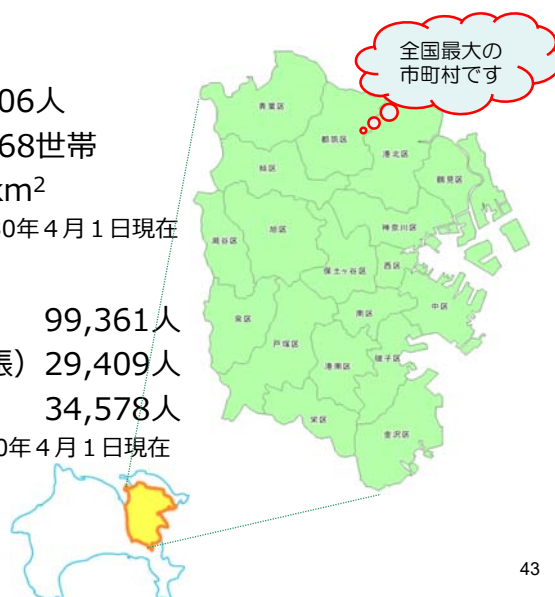 全国最大の
市町村です
06人
68世帯
km²
0年４月１日現在
99,361人
張）29,409人
34,578人
0年４月１日現在
青葉区
都筑区
港北区
緑区
鶴見区
神奈川区
瀬谷区
旭区
保土ヶ谷区
西区
中区
南区
泉区
戸塚区
港南区
磯子区
栄区
金沢区
43